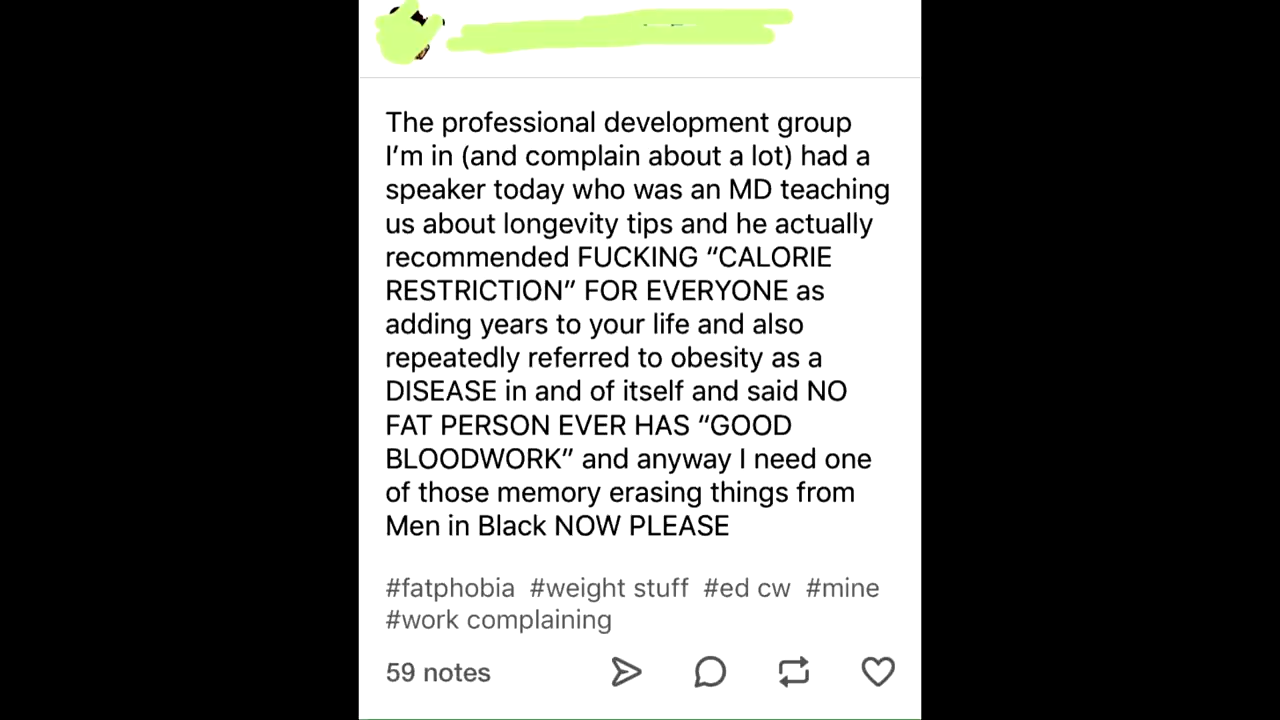 The professional development group
I’m in (and complain about a lot) had a
speaker today who was an MD teaching
us about longevity tips and he actually
recommended FUCKING “CALORIE
RESTRICTION” FOR EVERYONE as
adding years to your life and also
repeatedly referred to obesity as a
DISEASE in and of itself and said NO
FAT PERSON EVER HAS “GOOD
BLOODWORK” and anyway I need one
of those memory erasing things from
Men in Black NOW PLEASE
#fatphobia #weight stuff #ed cw #mine
#work complaining
59 notes